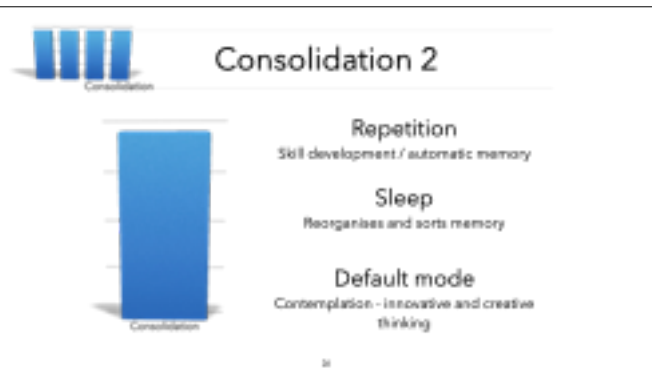 Consolidation 2
Consolidation
Repetition
Skill development / automatic memory
Sleep
Reorganises and sorts memory
Default mode
Contemplation - innovative and creative
thinking
Consolidation